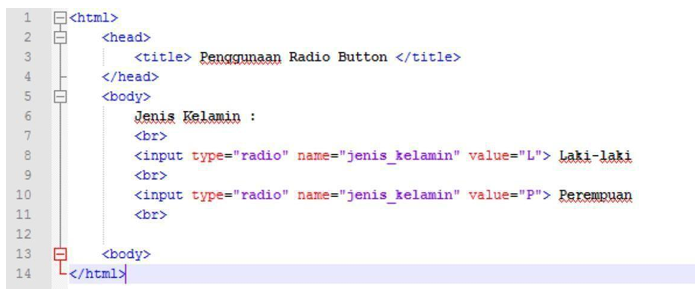 1 <html>
2 <head>
3 <title> Penggunaan Radio Button </title>
4 </head>
5 <body>
6 Jenis Kelamin :
7 <br>
8 <input type="radio" name="jenis_kelamin" value="L"> Laki-laki
9 <br>
10 <input type="radio" name="jenis_kelamin" value="P"> Perempuan
11 <br>
12
13 <body>
14 </html>